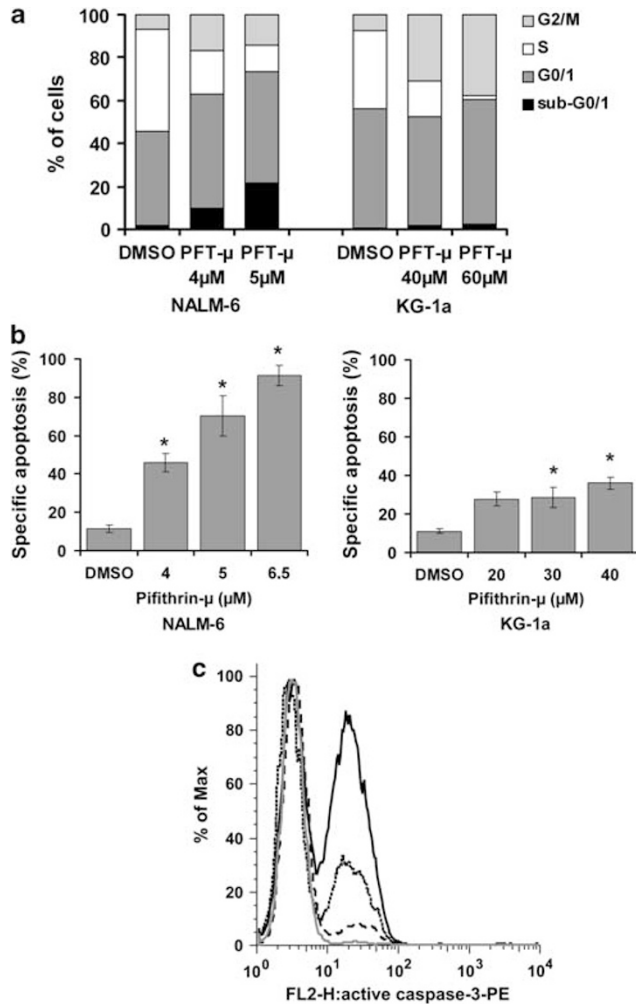 a
100
80
60
40
20
0
% of cells
G2/M
S
G0/1
sub-G0/1
DMSO PFT-µ PFT-µ DMSO PFT-µ PFT-µ
4µM 5µM 40µM 60µM
NALM-6 KG-1a
b
100
80
60
40
20
0
Specific apoptosis (%)
* * *
DMSO 4 5 6.5
Pifithrin-µ (µM)
NALM-6
100
80
60
40
20
0
Specific apoptosis (%)
* *
DMSO 20 30 40
Pifithrin-µ (µM)
KG-1a
c
100
80
60
40
20
0
% of Max
10⁰ 10¹ 10² 10³ 10⁴
FL2-H:active caspase-3-PE